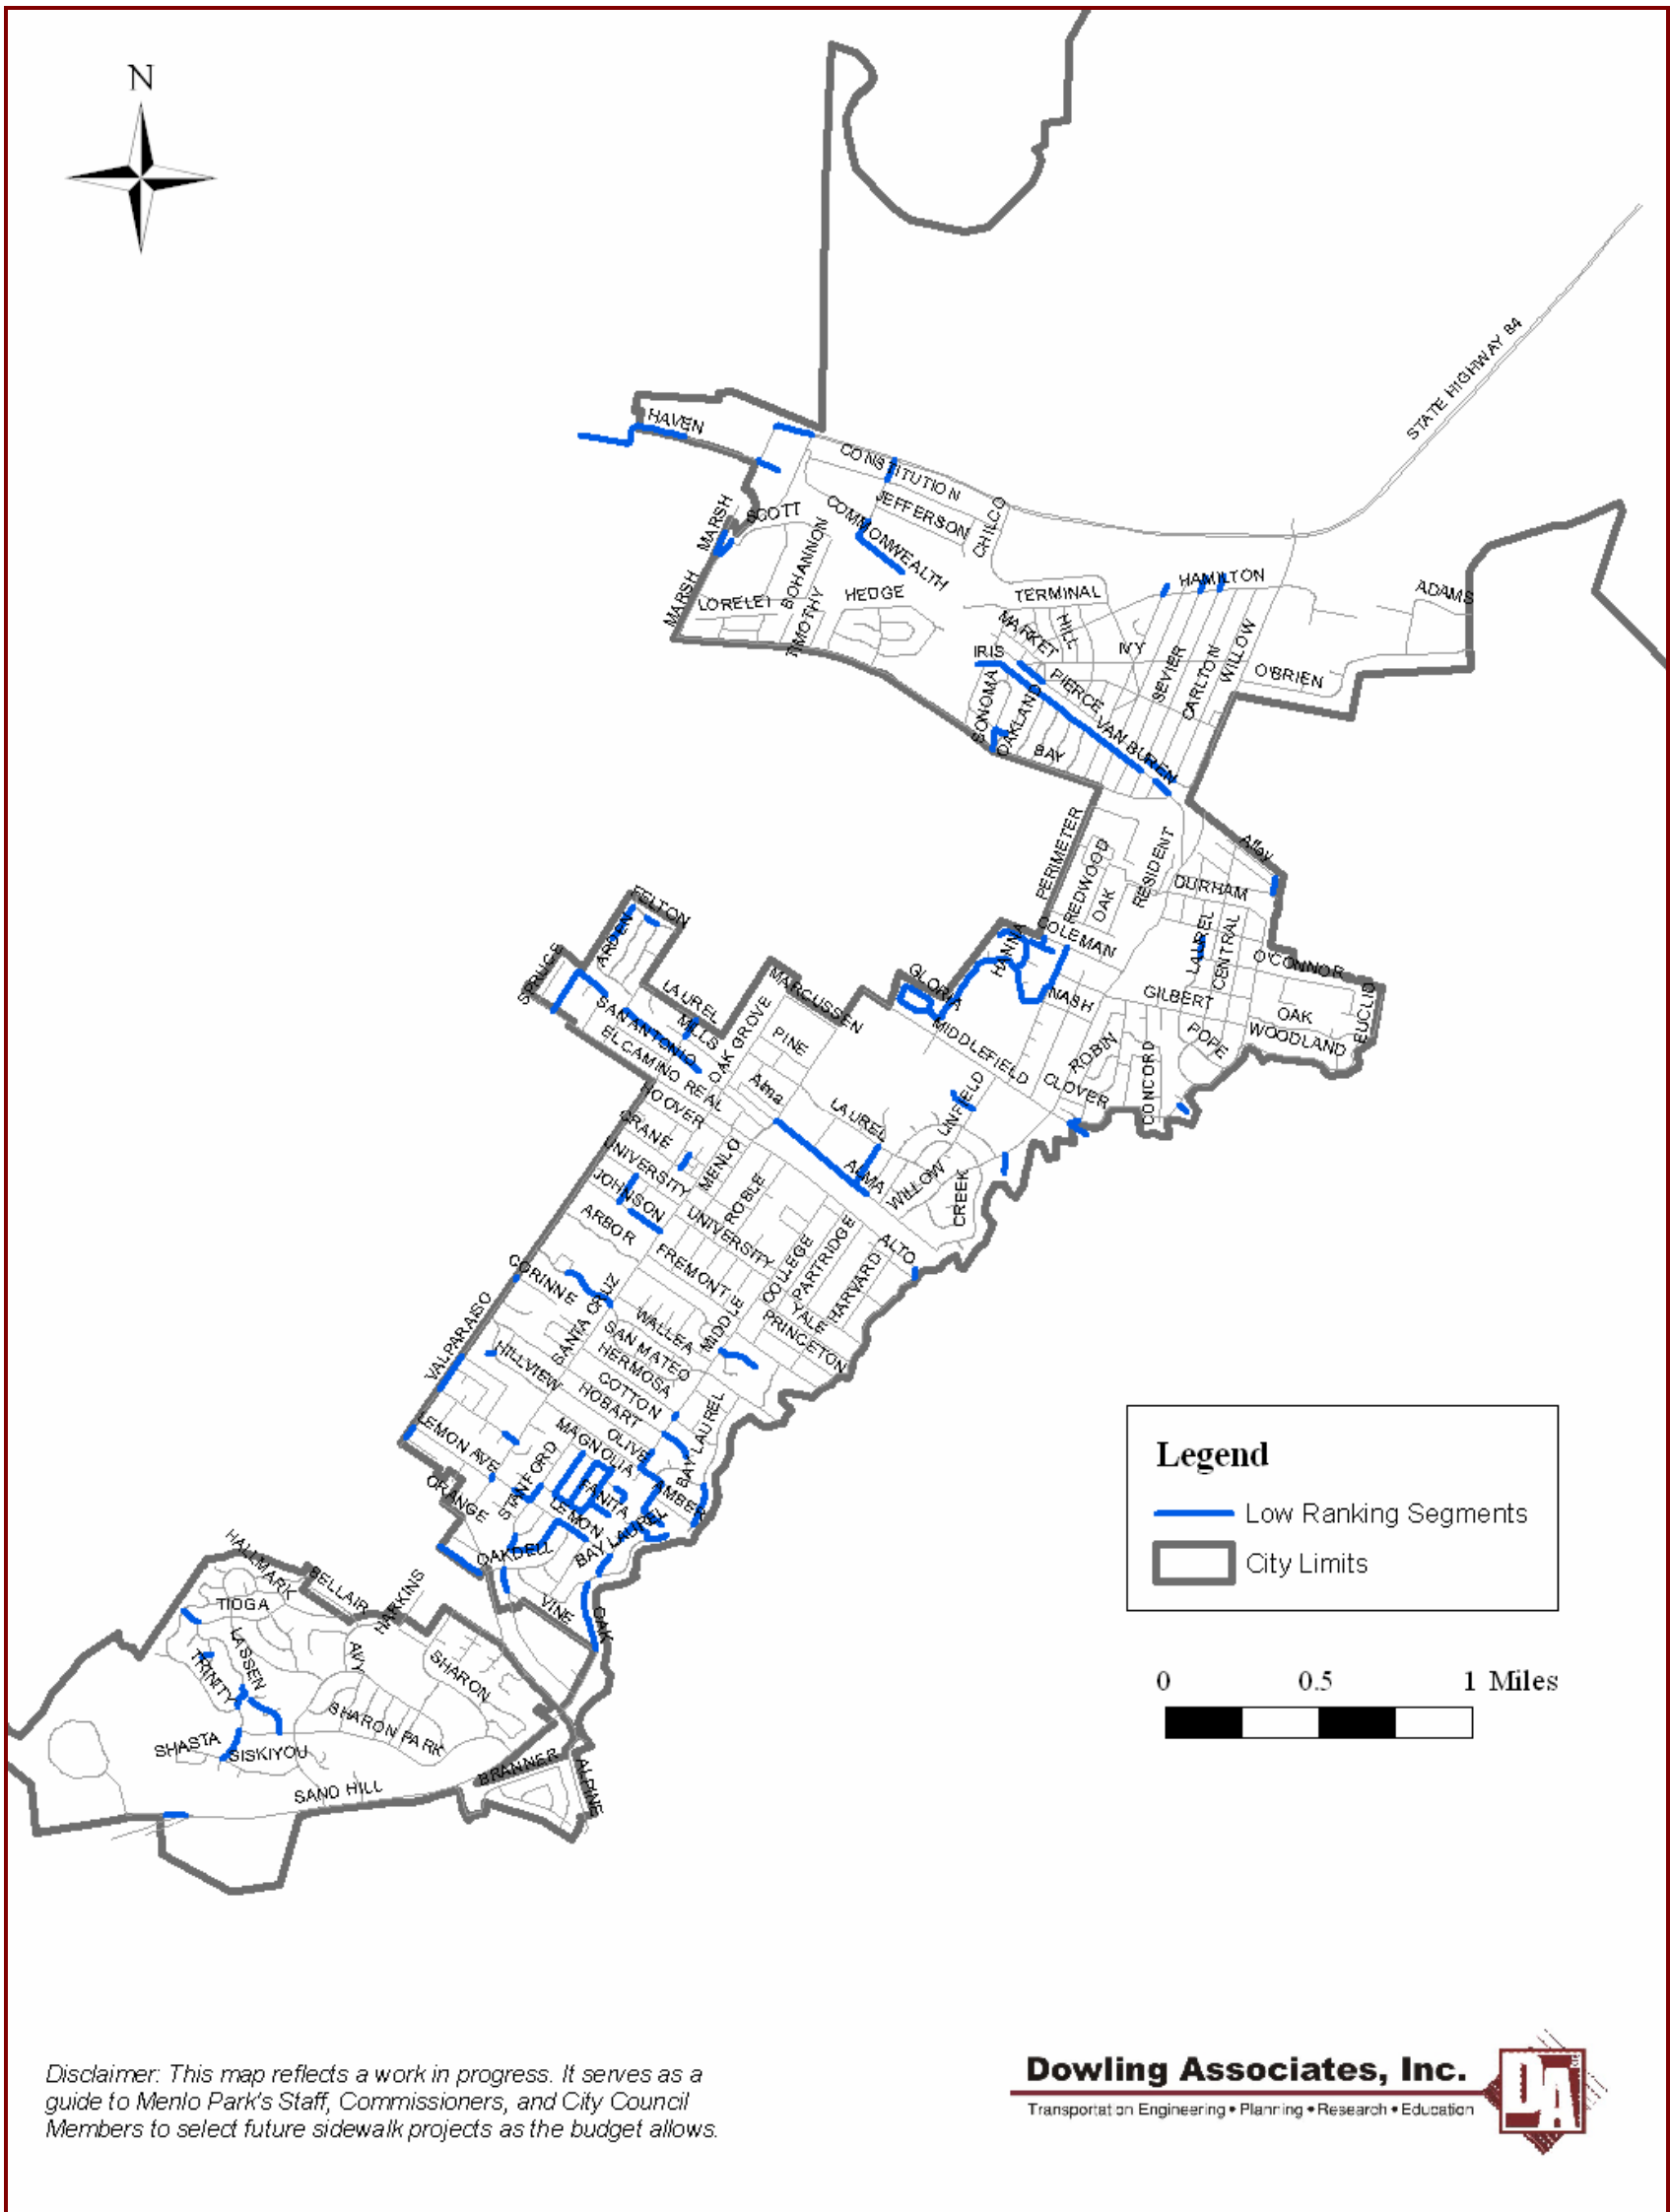 N
STATE HIGHWAY 84
HAVEN
CONSTITUTION
JEFFERSON
CHILCO
MARSH
SCOTT
COMMONWEALTH
BOHANNON
MARSH
LORELEI
TIMOTHY
HEDGE
TERMINAL
HAMILTON
ADAMS
MARKET
HILL
IVY
IRIS
PIERCE
SEVIER
CARLTON
WILLOW
O'BRIEN
SONOMA
OAKLAND
BAY
VAN BUREN
PERIMETER
REDWOOD
OAK
RESIDENT
Alley
DURHAM
COLEMAN
LAUREL
CENTRAL
O'CONNOR
FELTON
ARDEN
SPRUCE
LAUREL
MILLS
SAN ANTONIO
EL CAMINO REAL
OAK GROVE
MARCUSSEN
PINE
GLORIA
HANNA
NASH
GILBERT
OAK
WOODLAND
EUCLID
MIDDLEFIELD
ROBIN
POPE
CLOVER
CONCORD
HOOVER
Alma
LAUREL
LINFIELD
CRANE
UNIVERSITY
MENLO
ALMA
WILLOW
CREEK
JOHNSON
ROBLE
ARBOR
UNIVERSITY
FREMONT
COLLEGE
PARTRIDGE
HARVARD
ALTO
CORINNE
SANTA CRUZ
WALLEA
MIDDLE
YALE
PRINCETON
VALPARAISO
HILLVIEW
SAN MATEO
HERMOSA
COTTON
HOBART
BAY LAUREL
LEMON AVE
MAGNOLIA
OLIVE
ORANGE
STANFORD
FANITA
AMBER
LEMON
BAY LAUREL
OAKDELL
VINE
OAK
HALLMARK
BELLAIR
HARKINS
TIOGA
LASSEN
TRINITY
AVY
SHARON
SHARON PARK
SHASTA
SISKIYOU
SAND HILL
BRANNER
ALPINE
Legend
Low Ranking Segments
City Limits
0 0.5 1 Miles
Disclaimer: This map reflects a work in progress. It serves as a
guide to Menlo Park's Staff, Commissioners, and City Council
Members to select future sidewalk projects as the budget allows.
Dowling Associates, Inc.
Transportation Engineering • Planning • Research • Education
DA